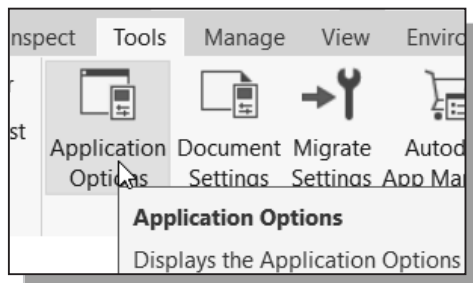 nspect Tools Manage View Enviro
st
Application Options
Document Settings
Migrate Settings
Autod
App Ma
Application Options
Displays the Application Options